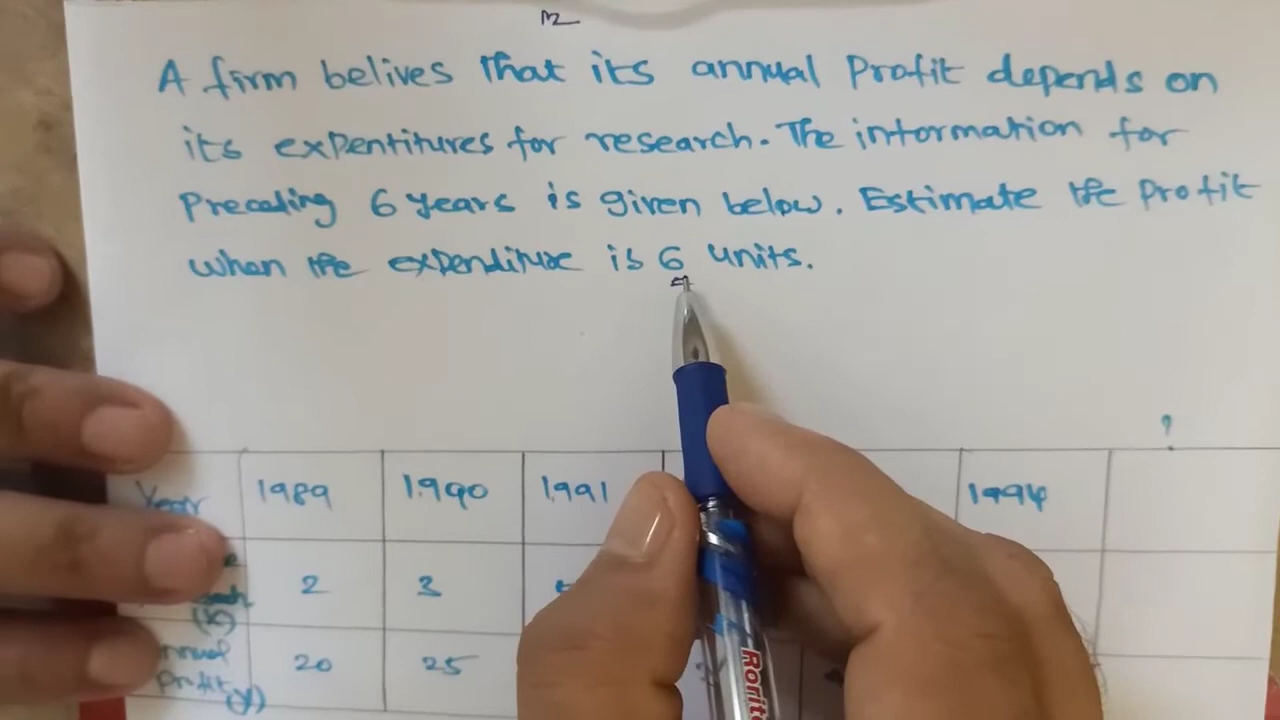 A firm belives that its annual Profit depends on
its expentitures for research. The information for
Preceding 6 years is given below. Estimate the Profit
when the expenditure is 6 units.
?
Year 1989 1990 1991 1994
2 3
(x)
20 25
Profit (y)
Rorito